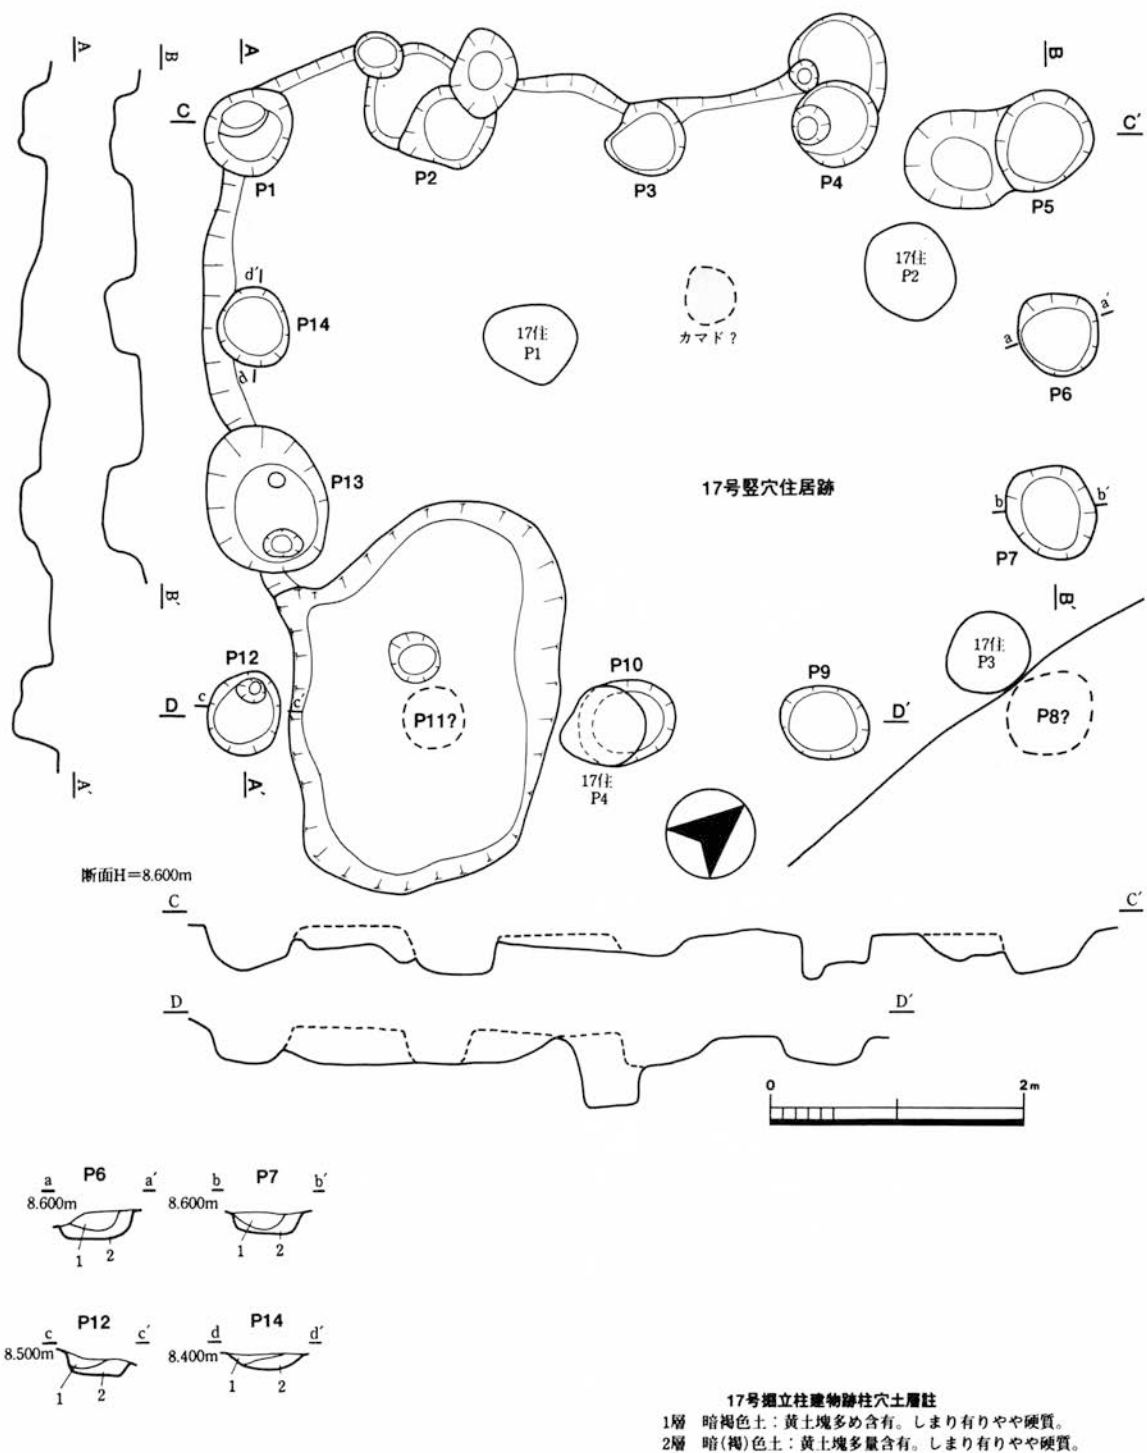 A
B
A
B
C
C′
P1
P2
P3
P4
P5
17住
P2
d′
P14
17住
P1
カマド?
a
a′
P6
d
P13
17号竪穴住居跡
b
b′
P7
B′
B′
P12
P10
P9
17住
P3
c
c′
D
D′
P11?
P8?
17住
P4
A′
A′
断面H=8.600m
C
C′
D
D′
0
2m
a
P6
a′
8.600m
1
2
b
P7
b′
8.600m
1
2
c
P12
c′
8.500m
1
2
d
P14
d′
8.400m
1
2
17号掘立柱建物跡柱穴土層註
1層 暗褐色土:黄土塊多め含有。しまり有りやや硬質。
2層 暗(褐)色土:黄土塊多量含有。しまり有りやや硬質。